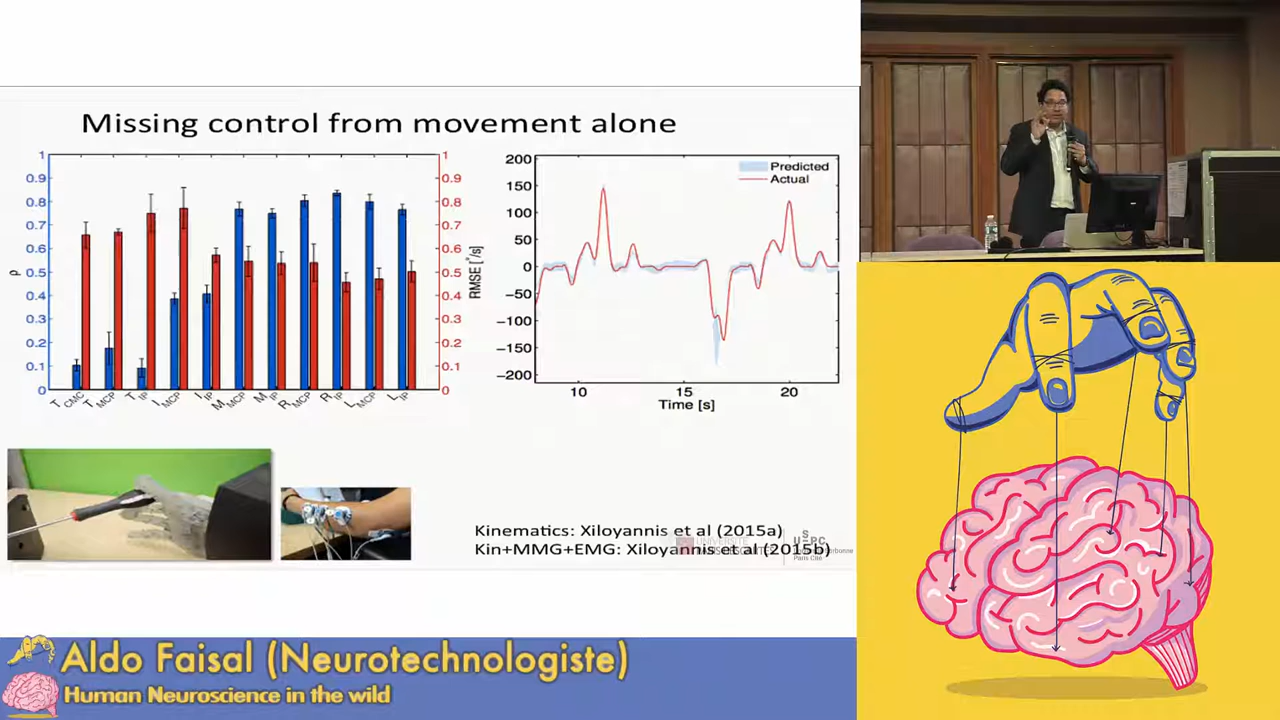 Missing control from movement alone
1
0.9
0.8
0.7
0.6
0.5
0.4
0.3
0.2
0.1
0
ρ
1
0.9
0.8
0.7
0.6
0.5
0.4
0.3
0.2
0.1
0
RMSE [°/s]
T CMC
T MCP
T IP
I MCP
I IP
M MCP
M IP
R MCP
R IP
L MCP
L IP
200
150
100
50
0
−50
−100
−150
−200
Predicted
Actual
10 15 20
Time [s]
Kinematics: Xiloyannis et al (2015a)
Kin+MMG+EMG: Xiloyannis et al (2015b)
U S PC
Paris Cité
Aldo Faisal (Neurotechnologiste)
Human Neuroscience in the wild